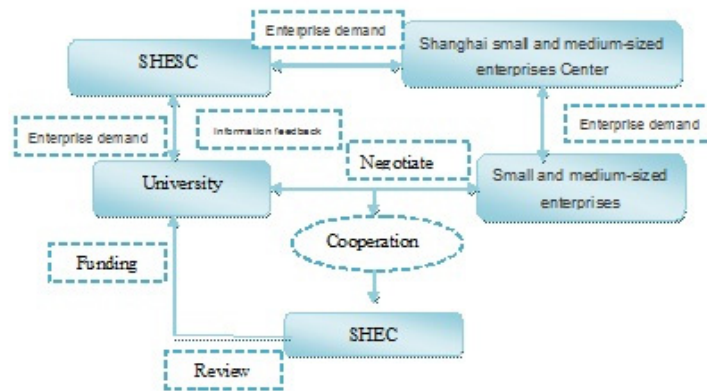 Enterprise demand
SHESC
Shanghai small and medium-sized
enterprises Center
Enterprise demand
Information feedback
Enterprise demand
Negotiate
University
Small and medium-sized
enterprises
Cooperation
Funding
SHEC
Review